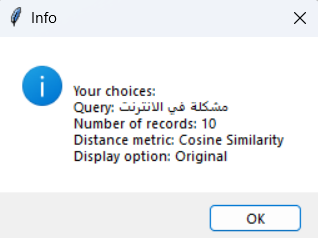 Info
Your choices:
Query: مشكلة في الانترنت
Number of records: 10
Distance metric: Cosine Similarity
Display option: Original
OK